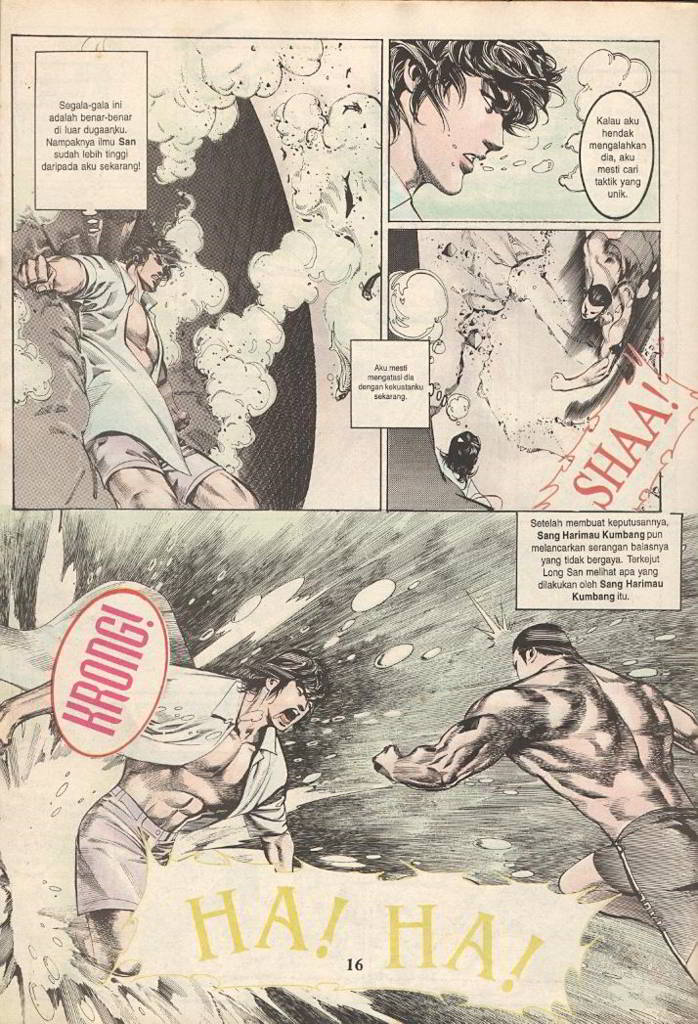 Segala-gala ini
adalah benar-benar
di luar dugaanku.
Nampaknya ilmu San
sudah lebih tinggi
daripada aku sekarang!
Kalau aku
hendak
mengalahkan
dia, aku
mesti cari
taktik yang
unik.
Aku mesti
mengatasi dia
dengan kekuatanku
sekarang.
SHAA!
Setelah membuat keputusannya,
Sang Harimau Kumbang pun
melancarkan serangan balasnya
yang tidak bergaya. Terkejut
Long San melihat apa yang
dilakukan oleh Sang Harimau
Kumbang itu.
KRONG!
HA! HA!
16